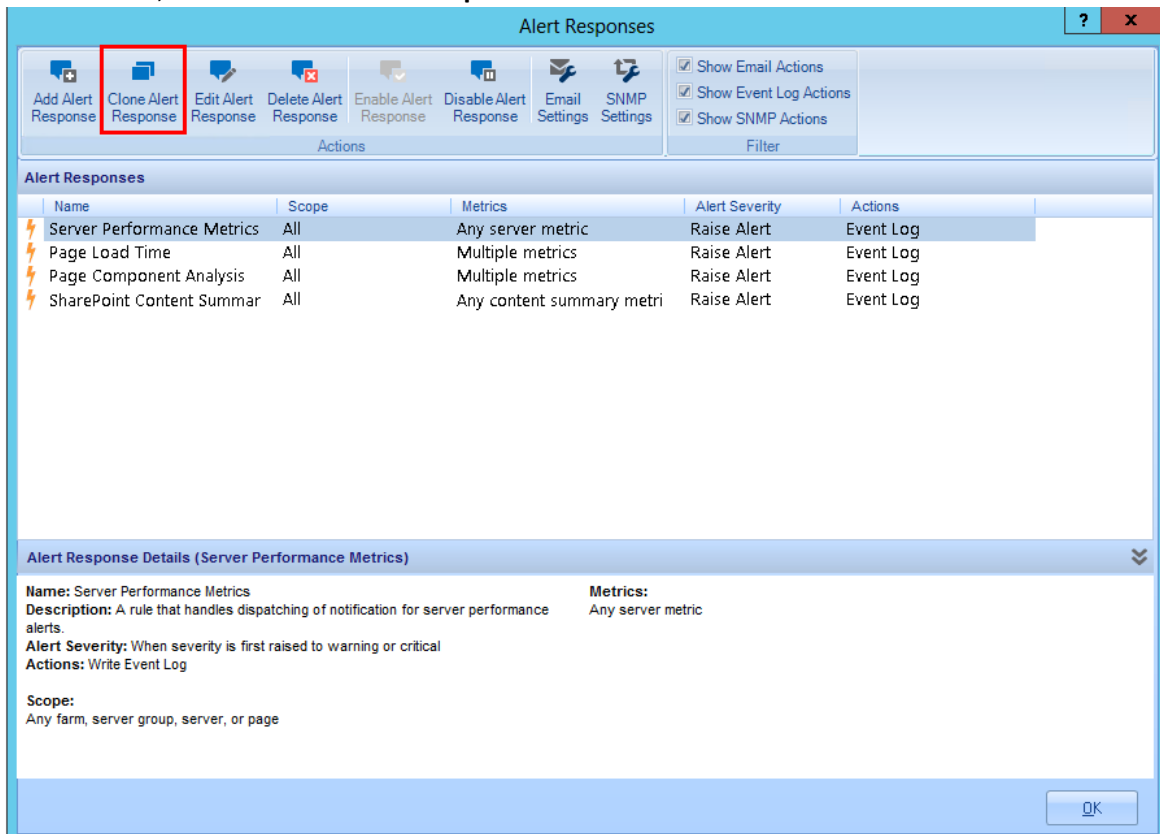 Alert Responses
? x
Add Alert Response
Clone Alert Response
Edit Alert Response
Delete Alert Response
Enable Alert Response
Disable Alert Response
Email Settings
SNMP Settings
Actions
Show Email Actions
Show Event Log Actions
Show SNMP Actions
Filter
Alert Responses
Name Scope Metrics Alert Severity Actions
Server Performance Metrics All Any server metric Raise Alert Event Log
Page Load Time All Multiple metrics Raise Alert Event Log
Page Component Analysis All Multiple metrics Raise Alert Event Log
SharePoint Content Summar All Any content summary metri Raise Alert Event Log
Alert Response Details (Server Performance Metrics)
Name: Server Performance Metrics
Description: A rule that handles dispatching of notification for server performance
alerts.
Alert Severity: When severity is first raised to warning or critical
Actions: Write Event Log
Scope:
Any farm, server group, server, or page
Metrics:
Any server metric
OK